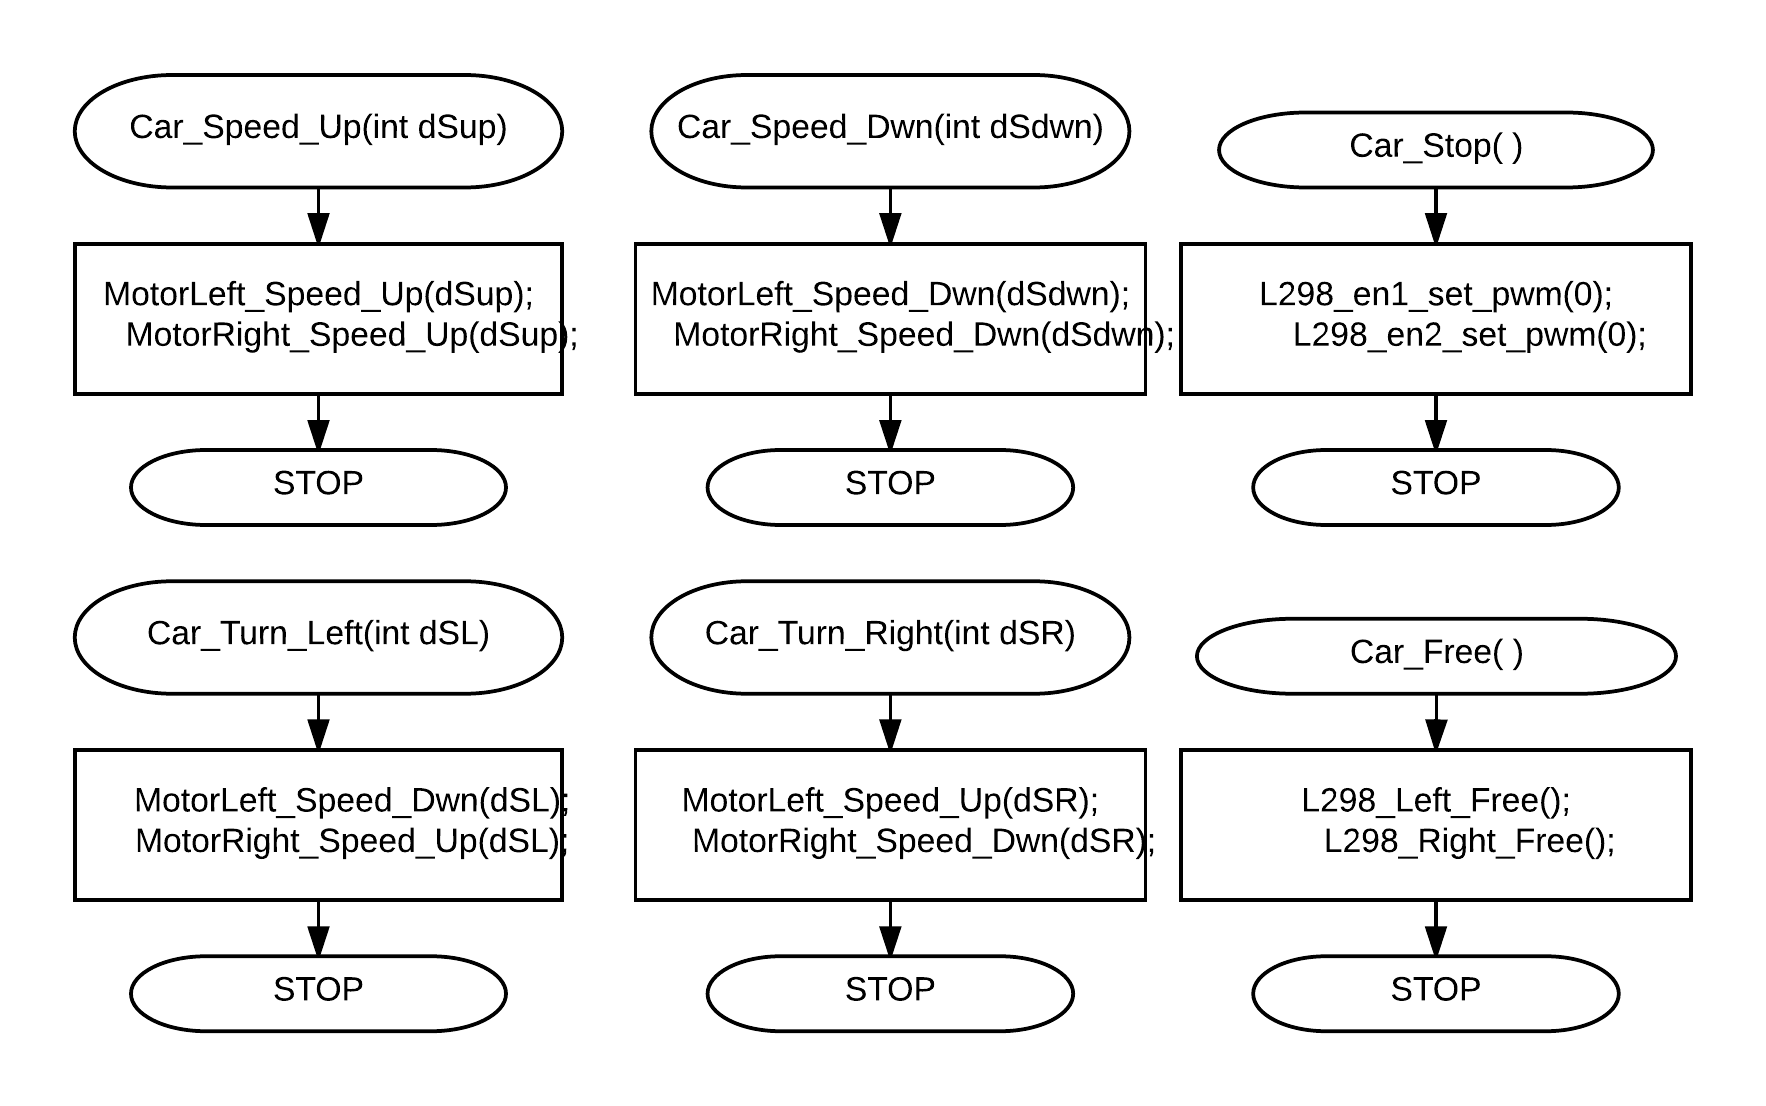 Car_Speed_Up(int dSup)
MotorLeft_Speed_Up(dSup);
MotorRight_Speed_Up(dSup);
STOP
Car_Speed_Dwn(int dSdwn)
MotorLeft_Speed_Dwn(dSdwn);
MotorRight_Speed_Dwn(dSdwn);
STOP
Car_Stop( )
L298_en1_set_pwm(0);
L298_en2_set_pwm(0);
STOP
Car_Turn_Left(int dSL)
MotorLeft_Speed_Dwn(dSL);
MotorRight_Speed_Up(dSL);
STOP
Car_Turn_Right(int dSR)
MotorLeft_Speed_Up(dSR);
MotorRight_Speed_Dwn(dSR);
STOP
Car_Free( )
L298_Left_Free();
L298_Right_Free();
STOP